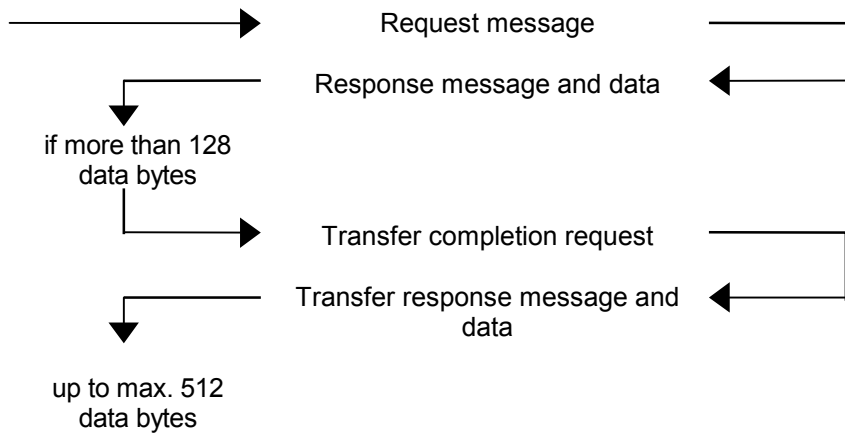 Request message
Response message and data
if more than 128
data bytes
Transfer completion request
Transfer response message and
data
up to max. 512
data bytes